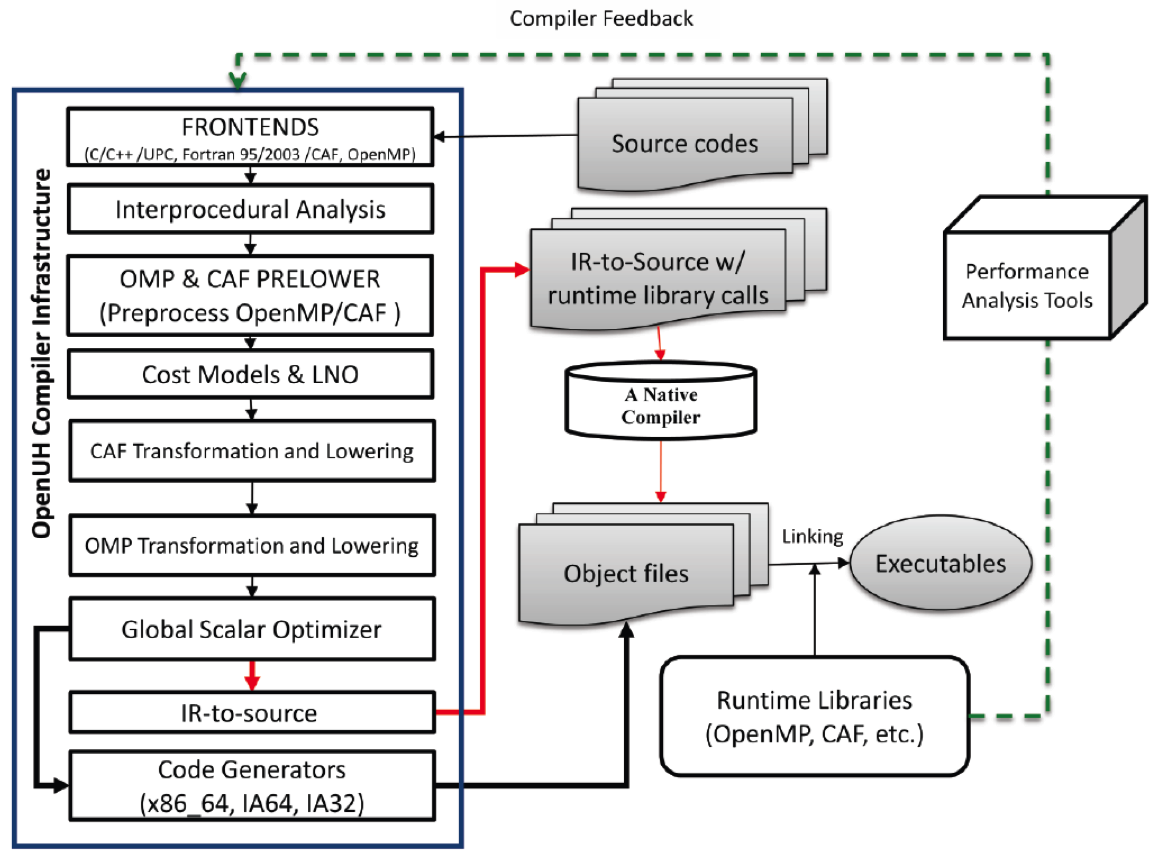 Compiler Feedback
OpenUH Compiler Infrastructure
FRONTENDS
(C/C++ /UPC, Fortran 95/2003 /CAF, OpenMP)
Interprocedural Analysis
OMP & CAF PRELOWER
(Preprocess OpenMP/CAF )
Cost Models & LNO
CAF Transformation and Lowering
OMP Transformation and Lowering
Global Scalar Optimizer
IR-to-source
Code Generators
(x86_64, IA64, IA32)
Source codes
IR-to-Source w/
runtime library calls
A Native
Compiler
Object files
Linking
Executables
Runtime Libraries
(OpenMP, CAF, etc.)
Performance
Analysis Tools